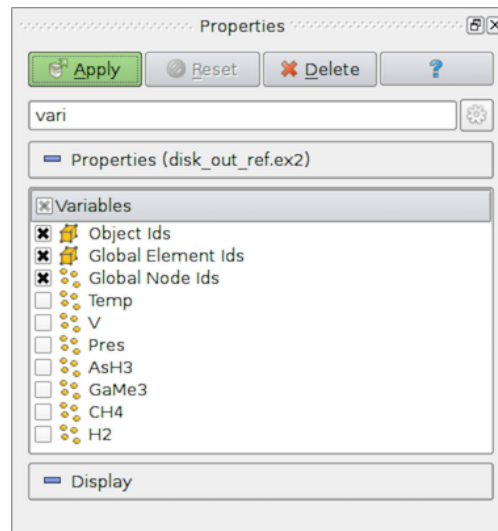 Properties
Apply
Reset
Delete
?
vari
Properties (disk_out_ref.ex2)
Variables
Object Ids
Global Element Ids
Global Node Ids
Temp
V
Pres
AsH3
GaMe3
CH4
H2
Display